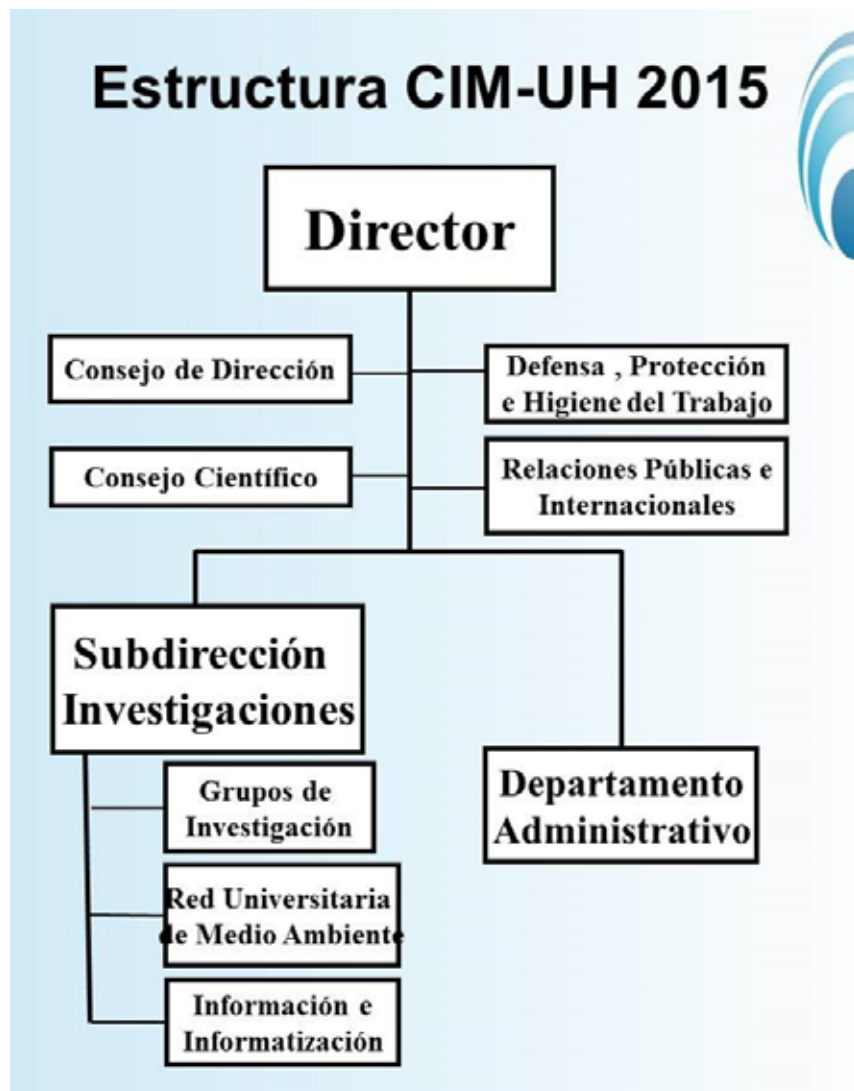 Estructura CIM-UH 2015
Director
Consejo de Dirección
Defensa , Protección
e Higiene del Trabajo
Consejo Científico
Relaciones Públicas e
Internacionales
Subdirección
Investigaciones
Grupos de
Investigación
Red Universitaria
de Medio Ambiente
Información e
Informatización
Departamento
Administrativo